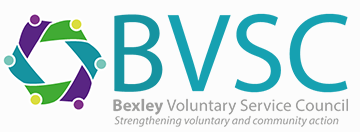 BVSC
Bexley Voluntary Service Council
Strengthening voluntary and community action